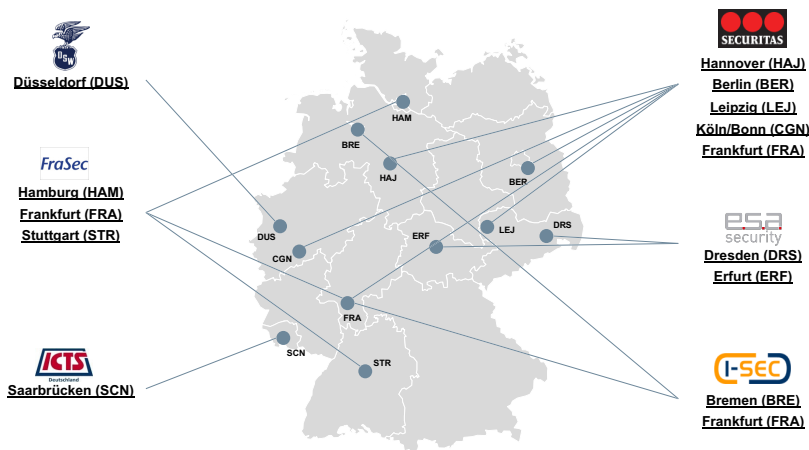 DSW
Düsseldorf (DUS)
FraSec
Hamburg (HAM)
Frankfurt (FRA)
Stuttgart (STR)
ICTS
Deutschland
Saarbrücken (SCN)
HAM
BRE
HAJ
BER
DUS
CGN
ERF
LEJ
DRS
FRA
SCN
STR
SECURITAS
Hannover (HAJ)
Berlin (BER)
Leipzig (LEJ)
Köln/Bonn (CGN)
Frankfurt (FRA)
esa
security
Dresden (DRS)
Erfurt (ERF)
I-SEC
Bremen (BRE)
Frankfurt (FRA)